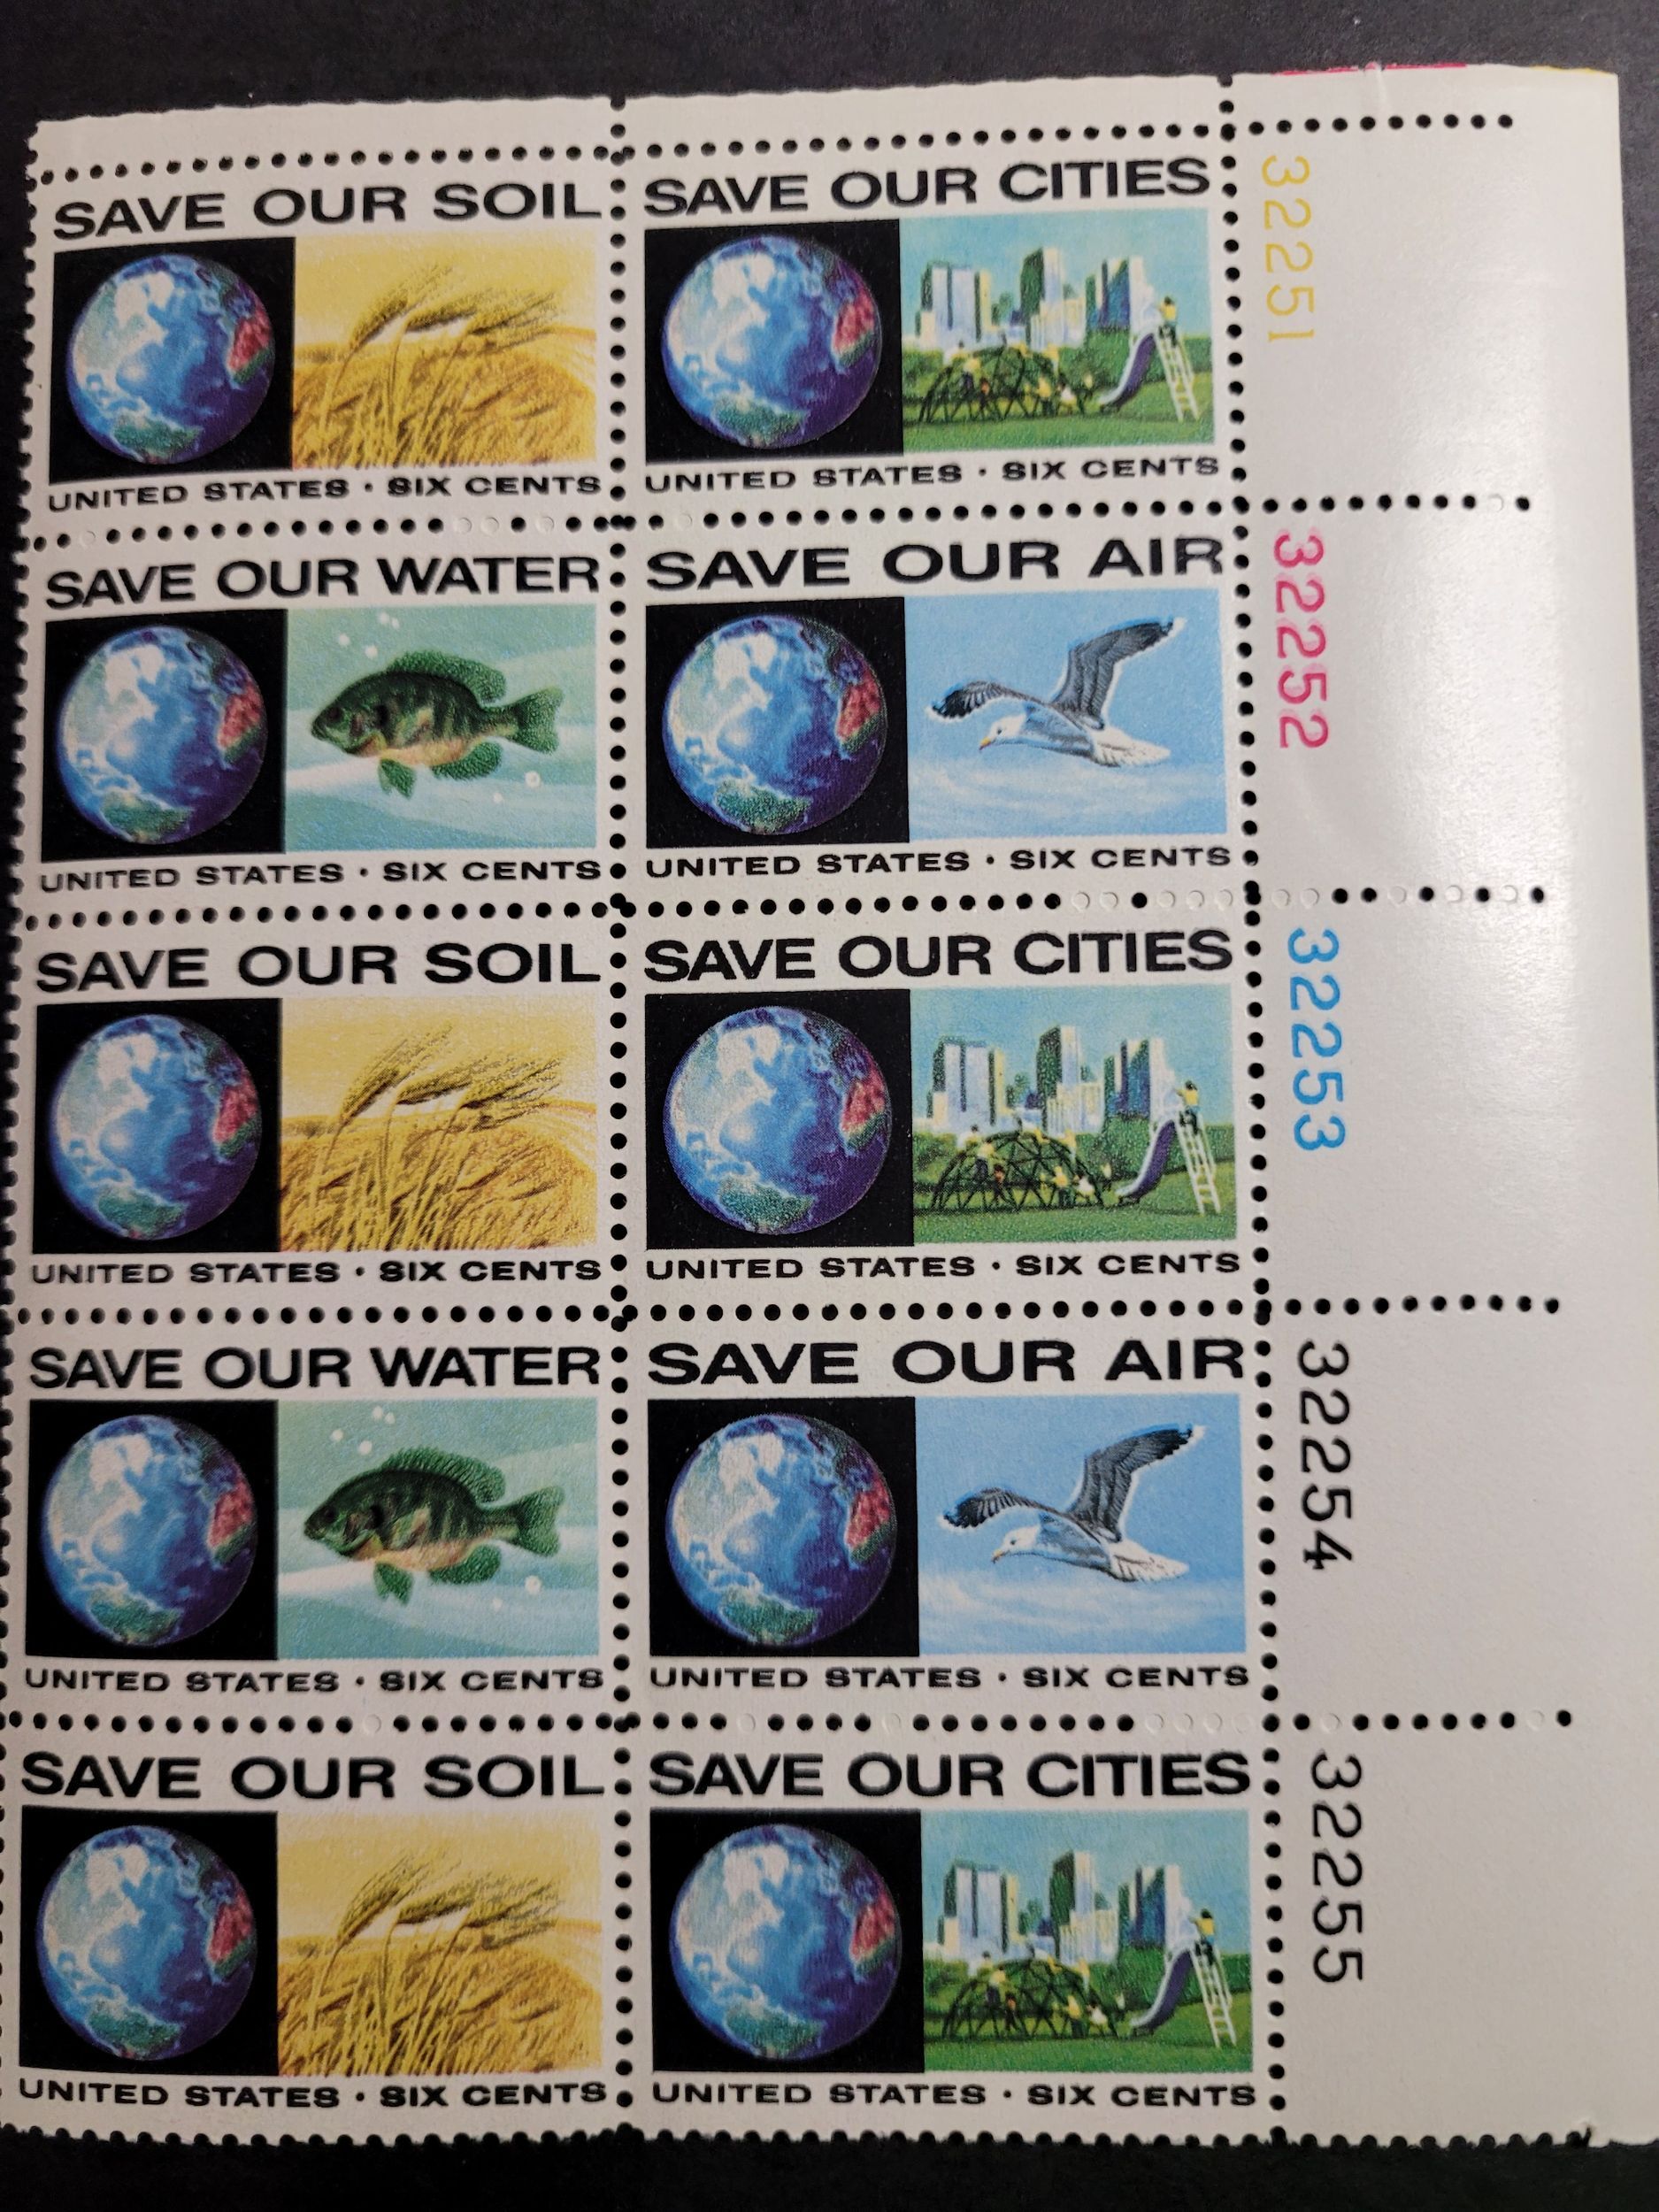 SAVE OUR SOIL
UNITED STATES · SIX CENTS
SAVE OUR CITIES
UNITED STATES · SIX CENTS
32251
SAVE OUR WATER
UNITED STATES · SIX CENTS
SAVE OUR AIR
UNITED STATES · SIX CENTS
32252
SAVE OUR SOIL
UNITED STATES · SIX CENTS
SAVE OUR CITIES
UNITED STATES · SIX CENTS
32253
SAVE OUR WATER
UNITED STATES · SIX CENTS
SAVE OUR AIR
UNITED STATES · SIX CENTS
32254
SAVE OUR SOIL
UNITED STATES · SIX CENTS
SAVE OUR CITIES
UNITED STATES · SIX CENTS
32255